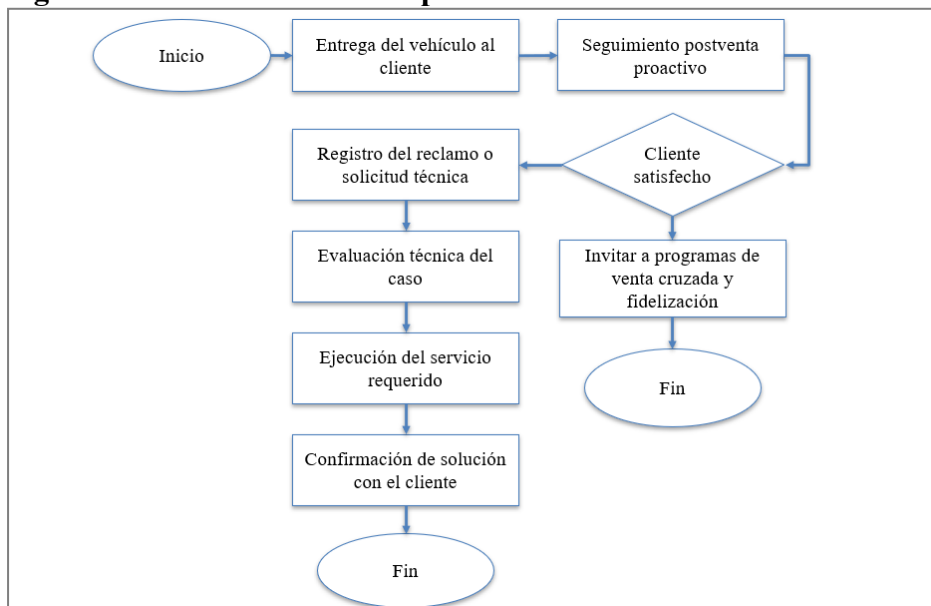 Inicio
Entrega del vehículo al
cliente
Seguimiento postventa
proactivo
Cliente
satisfecho
Registro del reclamo o
solicitud técnica
Evaluación técnica del
caso
Invitar a programas de
venta cruzada y
fidelización
Ejecución del servicio
requerido
Fin
Confirmación de solución
con el cliente
Fin